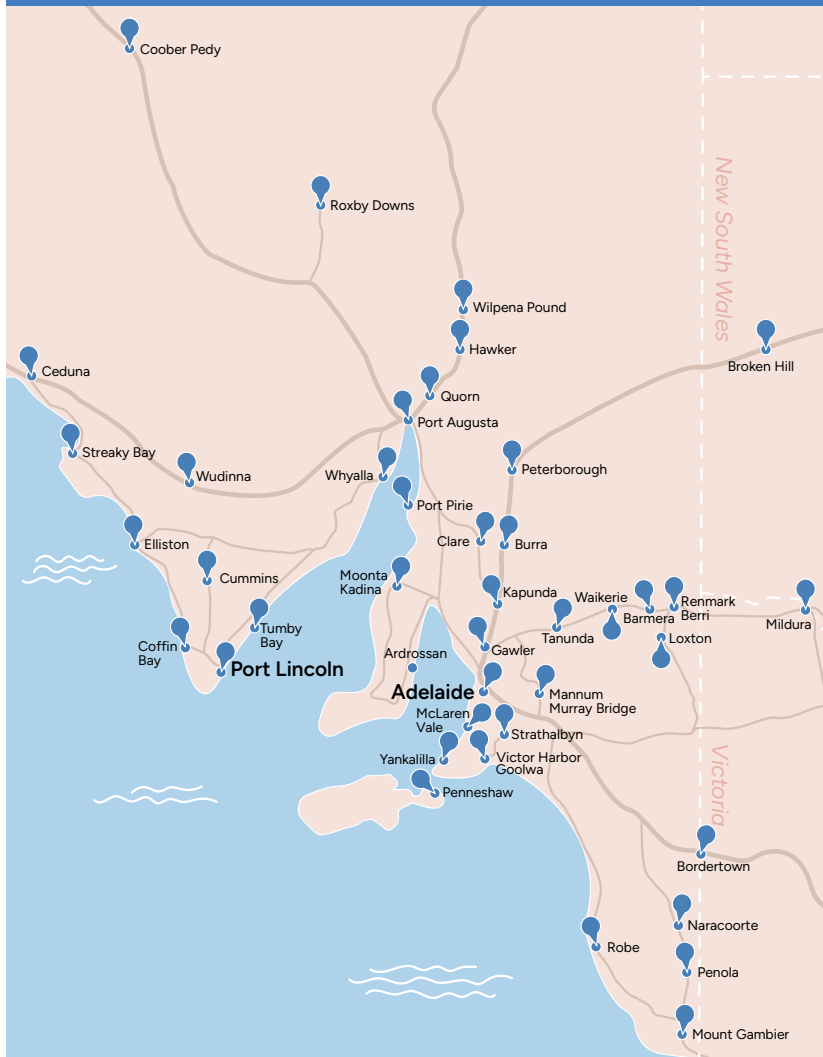 Coober Pedy
Roxby Downs
New South Wales
Wilpena Pound
Hawker
Broken Hill
Ceduna
Quorn
Port Augusta
Streaky Bay
Wudinna
Whyalla
Peterborough
Port Pirie
Elliston
Clare
Burra
Cummins
Moonta
Kadina
Kapunda
Waikerie
Renmark
Berri
Barmera
Mildura
Tumby
Bay
Tanunda
Loxton
Coffin
Bay
Gawler
Ardrossan
Port Lincoln
Adelaide
Mannum
Murray Bridge
McLaren
Vale
Strathalbyn
Yankalilla
Victor Harbor
Goolwa
Victoria
Penneshaw
Bordertown
Naracoorte
Robe
Penola
Mount Gambier